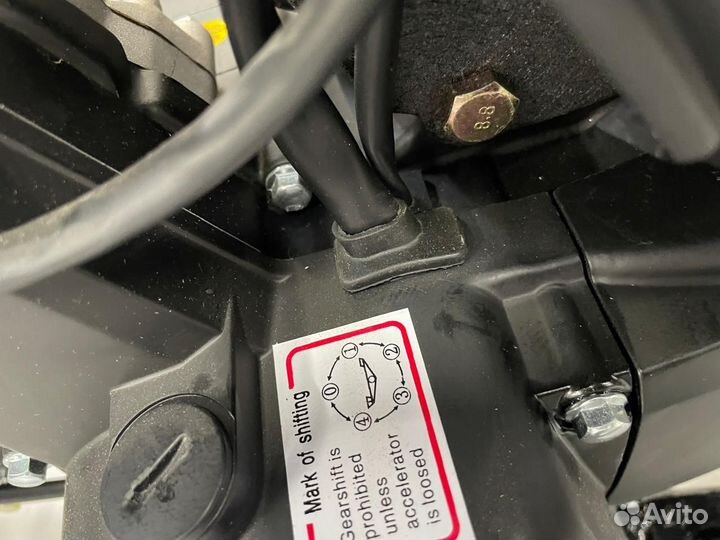 8.8
Mark of shifting
0
1
2
3
4
Gearshift is
prohibited
unless
accelerator
is loosed
Avito